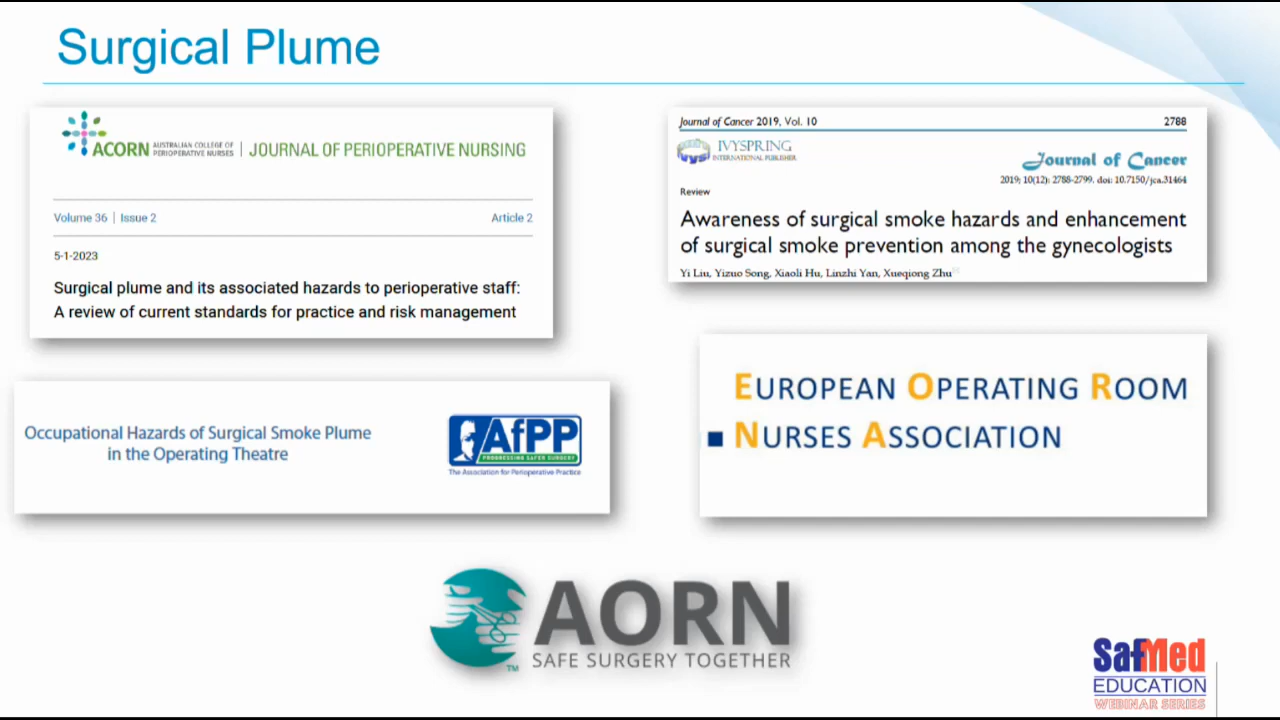 Surgical Plume
ACORN AUSTRALIAN COLLEGE OF PERIOPERATIVE NURSES | JOURNAL OF PERIOPERATIVE NURSING
Volume 36 | Issue 2 Article 2
5-1-2023
Surgical plume and its associated hazards to perioperative staff:
A review of current standards for practice and risk management
Journal of Cancer 2019, Vol. 10 2788
IVYSPRING
INTERNATIONAL PUBLISHER
Journal of Cancer
2019; 10(12): 2788-2799. doi: 10.7150/jca.31464
Review
Awareness of surgical smoke hazards and enhancement
of surgical smoke prevention among the gynecologists
Yi Liu, Yizuo Song, Xiaoli Hu, Linzhi Yan, Xueqiong Zhu
Occupational Hazards of Surgical Smoke Plume
in the Operating Theatre
AfPP
PROGRESSING SAFER SURGERY
The Association for Perioperative Practice
EUROPEAN OPERATING ROOM
NURSES ASSOCIATION
AORN
SAFE SURGERY TOGETHER
TM
SafMed
EDUCATION
WEBINAR SERIES